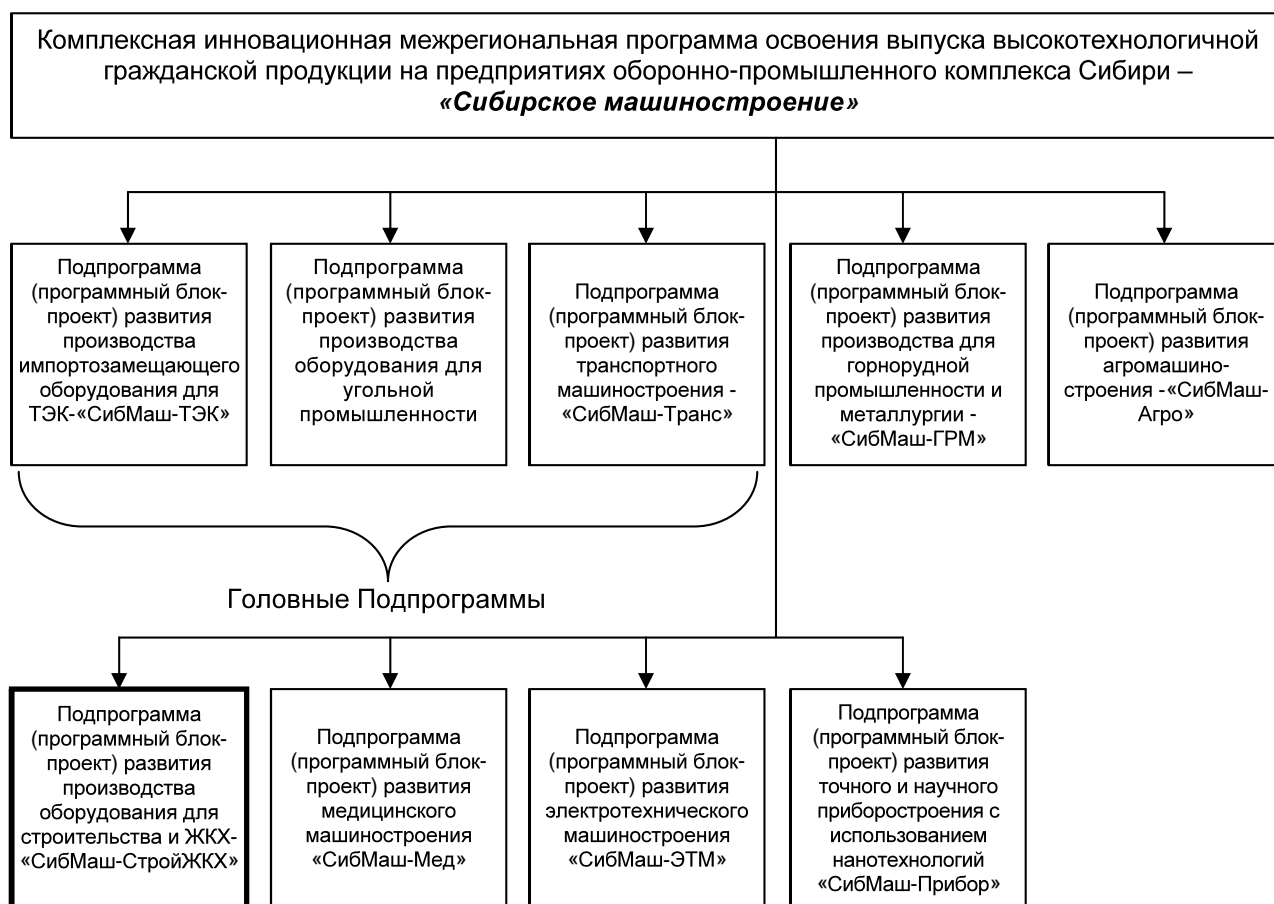 Комплексная инновационная межрегиональная программа освоения выпуска высокотехнологичной
гражданской продукции на предприятиях оборонно-промышленного комплекса Сибири –
«Сибирское машиностроение»
Подпрограмма
(программный блок-
проект) развития
производства
импортозамещающего
оборудования для
ТЭК-«СибМаш-ТЭК»
Подпрограмма
(программный блок-
проект) развития
производства
оборудования для
угольной
промышленности
Подпрограмма
(программный блок-
проект) развития
транспортного
машиностроения -
«СибМаш-Транс»
Подпрограмма
(программный блок-
проект) развития
производства для
горнорудной
промышленности и
металлургии -
«СибМаш-ГРМ»
Подпрограмма
(программный блок-
проект) развития
агромашино-
строения -«СибМаш-
Агро»
Головные Подпрограммы
Подпрограмма
(программный блок-
проект) развития
производства
оборудования для
строительства и ЖКХ-
«СибМаш-СтройЖКХ»
Подпрограмма
(программный блок-
проект) развития
медицинского
машиностроения
«СибМаш-Мед»
Подпрограмма
(программный блок-
проект) развития
электротехнического
машиностроения
«СибМаш-ЭТМ»
Подпрограмма
(программный блок-
проект) развития
точного и научного
приборостроения с
использованием
нанотехнологий
«СибМаш-Прибор»